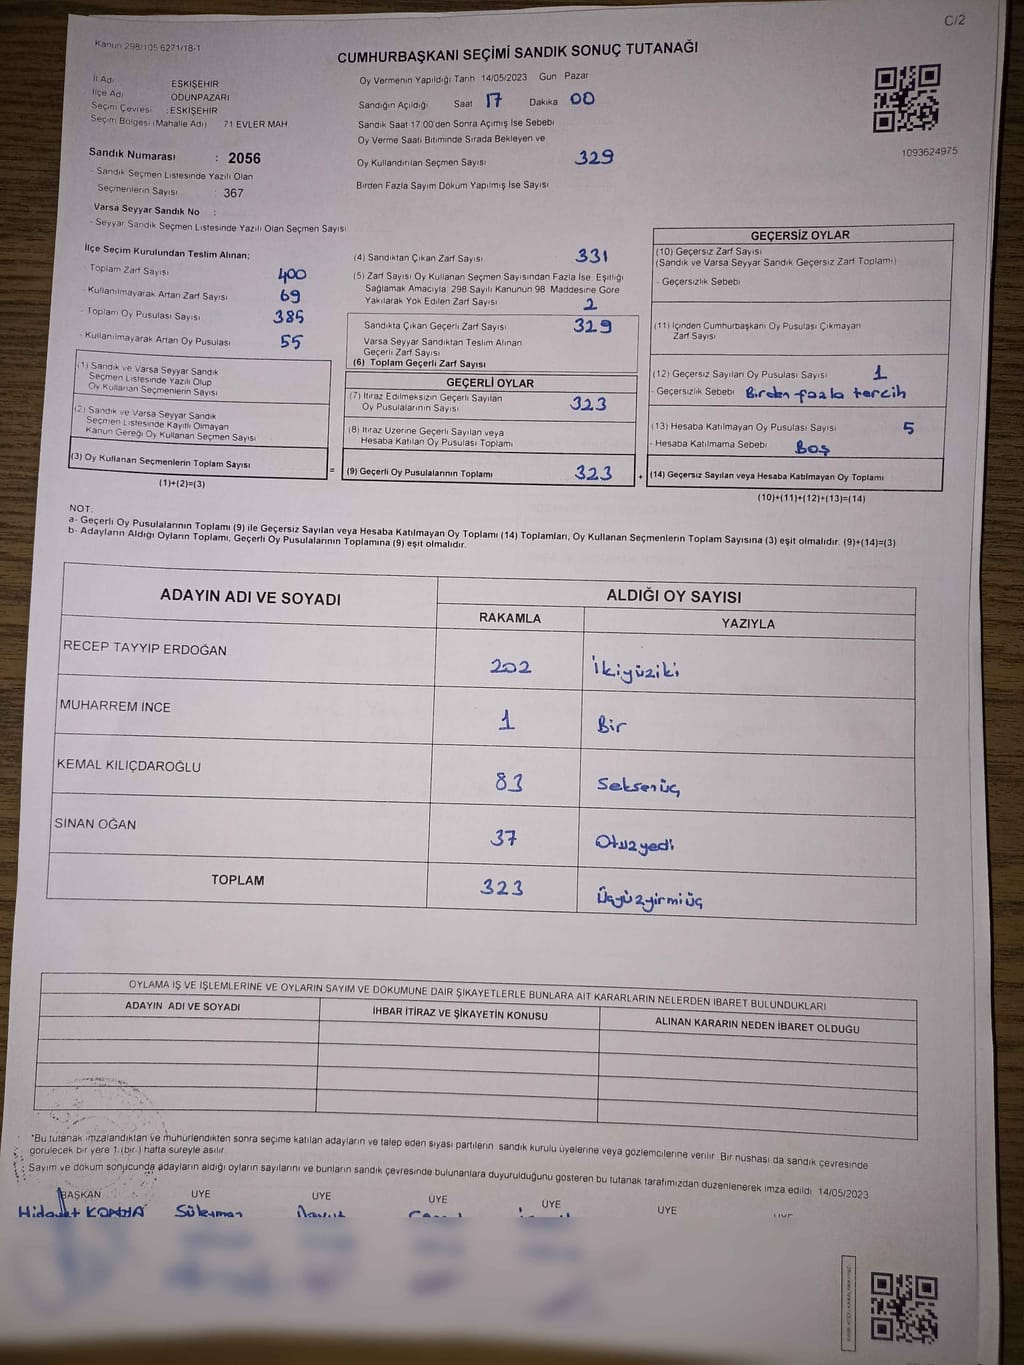 C/2
Kanun 298/105 6271/18-1
CUMHURBAŞKANI SEÇİMİ SANDIK SONUÇ TUTANAĞI
İl Adı ESKİŞEHİR
İlçe Adı ODUNPAZARI
Seçim Çevresi : ESKİŞEHİR
Seçim Bölgesi (Mahalle Adı) 71 EVLER MAH
Sandık Numarası : 2056
- Sandık Seçmen Listesinde Yazılı Olan
Seçmenlerin Sayısı : 367
Varsa Seyyar Sandık No :
- Seyyar Sandık Seçmen Listesinde Yazılı Olan Seçmen Sayısı
Oy Vermenin Yapıldığı Tarih 14/05/2023 Gün Pazar
Sandığın Açıldığı Saat 17 Dakika 00
Sandık Saat 17 00'den Sonra Açımış İse Sebebi
Oy Verme Saati Bitiminde Sırada Bekleyen ve
Oy Kullandırılan Seçmen Sayısı 329
Birden Fazla Sayım Döküm Yapılmış İse Sayısı
1093624975
İlçe Seçim Kurulundan Teslim Alınan;
- Toplam Zarf Sayısı 400
- Kullanılmayarak Artan Zarf Sayısı 69
- Toplam Oy Pusulası Sayısı 385
- Kullanılmayarak Artan Oy Pusulası 55
(1) Sandık ve Varsa Seyyar Sandık
Seçmen Listesinde Yazılı Olup
Oy Kullanan Seçmenlerin Sayısı
(2) Sandık ve Varsa Seyyar Sandık
Seçmen Listesinde Kayıtlı Olmayan
Kanun Gereği Oy Kullanan Seçmen Sayısı
(3) Oy Kullanan Seçmenlerin Toplam Sayısı
(1)+(2)=(3)
(4) Sandıktan Çıkan Zarf Sayısı 331
(5) Zarf Sayısı Oy Kullanan Seçmen Sayısından Fazla İse Eşitliği
Sağlamak Amacıyla 298 Sayılı Kanunun 98 Maddesine Göre
Yakılarak Yok Edilen Zarf Sayısı 2
Sandıkta Çıkan Geçerli Zarf Sayısı 329
Varsa Seyyar Sandıktan Teslim Alınan
Geçerli Zarf Sayısı
(6) Toplam Geçerli Zarf Sayısı
GEÇERLİ OYLAR
(7) İtiraz Edilmeksizin Geçerli Sayılan
Oy Pusulalarının Sayısı 323
(8) İtiraz Üzerine Geçerli Sayılan veya
Hesaba Katılan Oy Pusulası Toplamı
= (9) Geçerli Oy Pusulalarının Toplamı 323 +
GEÇERSİZ OYLAR
(10) Geçersiz Zarf Sayısı
(Sandık ve Varsa Seyyar Sandık Geçersiz Zarf Toplamı)
- Geçersizlik Sebebi
(11) İçinden Cumhurbaşkanı Oy Pusulası Çıkmayan
Zarf Sayısı
(12) Geçersiz Sayılan Oy Pusulası Sayısı 1
- Geçersizlik Sebebi Birden fazla tercih
(13) Hesaba Katılmayan Oy Pusulası Sayısı 5
- Hesaba Katılmama Sebebi Boş
(14) Geçersiz Sayılan veya Hesaba Katılmayan Oy Toplamı
(10)+(11)+(12)+(13)=(14)
NOT:
a- Geçerli Oy Pusulalarının Toplamı (9) ile Geçersiz Sayılan veya Hesaba Katılmayan Oy Toplamı (14) Toplamları, Oy Kullanan Seçmenlerin Toplam Sayısına (3) eşit olmalıdır. (9)+(14)=(3)
b- Adayların Aldığı Oyların Toplamı, Geçerli Oy Pusulalarının Toplamına (9) eşit olmalıdır.
ADAYIN ADI VE SOYADI ALDIĞI OY SAYISI
RAKAMLA YAZIYLA
RECEP TAYYİP ERDOĞAN 202 İkiyüziki
MUHARREM İNCE 1 Bir
KEMAL KILIÇDAROĞLU 83 Seksenüç
SİNAN OĞAN 37 Otuzyedi
TOPLAM 323 Üçyüzyirmiüç
OYLAMA İŞ VE İŞLEMLERİNE VE OYLARIN SAYIM VE DÖKÜMÜNE DAİR ŞİKAYETLERLE BUNLARA AİT KARARLARIN NELERDEN İBARET BULUNDUKLARI
ADAYIN ADI VE SOYADI İHBAR İTİRAZ VE ŞİKAYETİN KONUSU ALINAN KARARIN NEDEN İBARET OLDUĞU
*Bu tutanak imzalandıktan ve mühürlendikten sonra seçime katılan adayların ve talep eden siyasi partilerin sandık kurulu üyelerine veya gözlemcilerine verilir. Bir nüshası da sandık çevresinde
görülecek bir yere 1 (bir ) hafta süreyle asılır.
Sayım ve döküm sonucunda adayların aldığı oyların sayılarını ve bunların sandık çevresinde bulunanlara duyurulduğunu gösteren bu tutanak tarafımızdan düzenlenerek imza edildi. 14/05/2023
BAŞKAN ÜYE ÜYE ÜYE ÜYE ÜYE ÜYE
Hidayet Süleyman